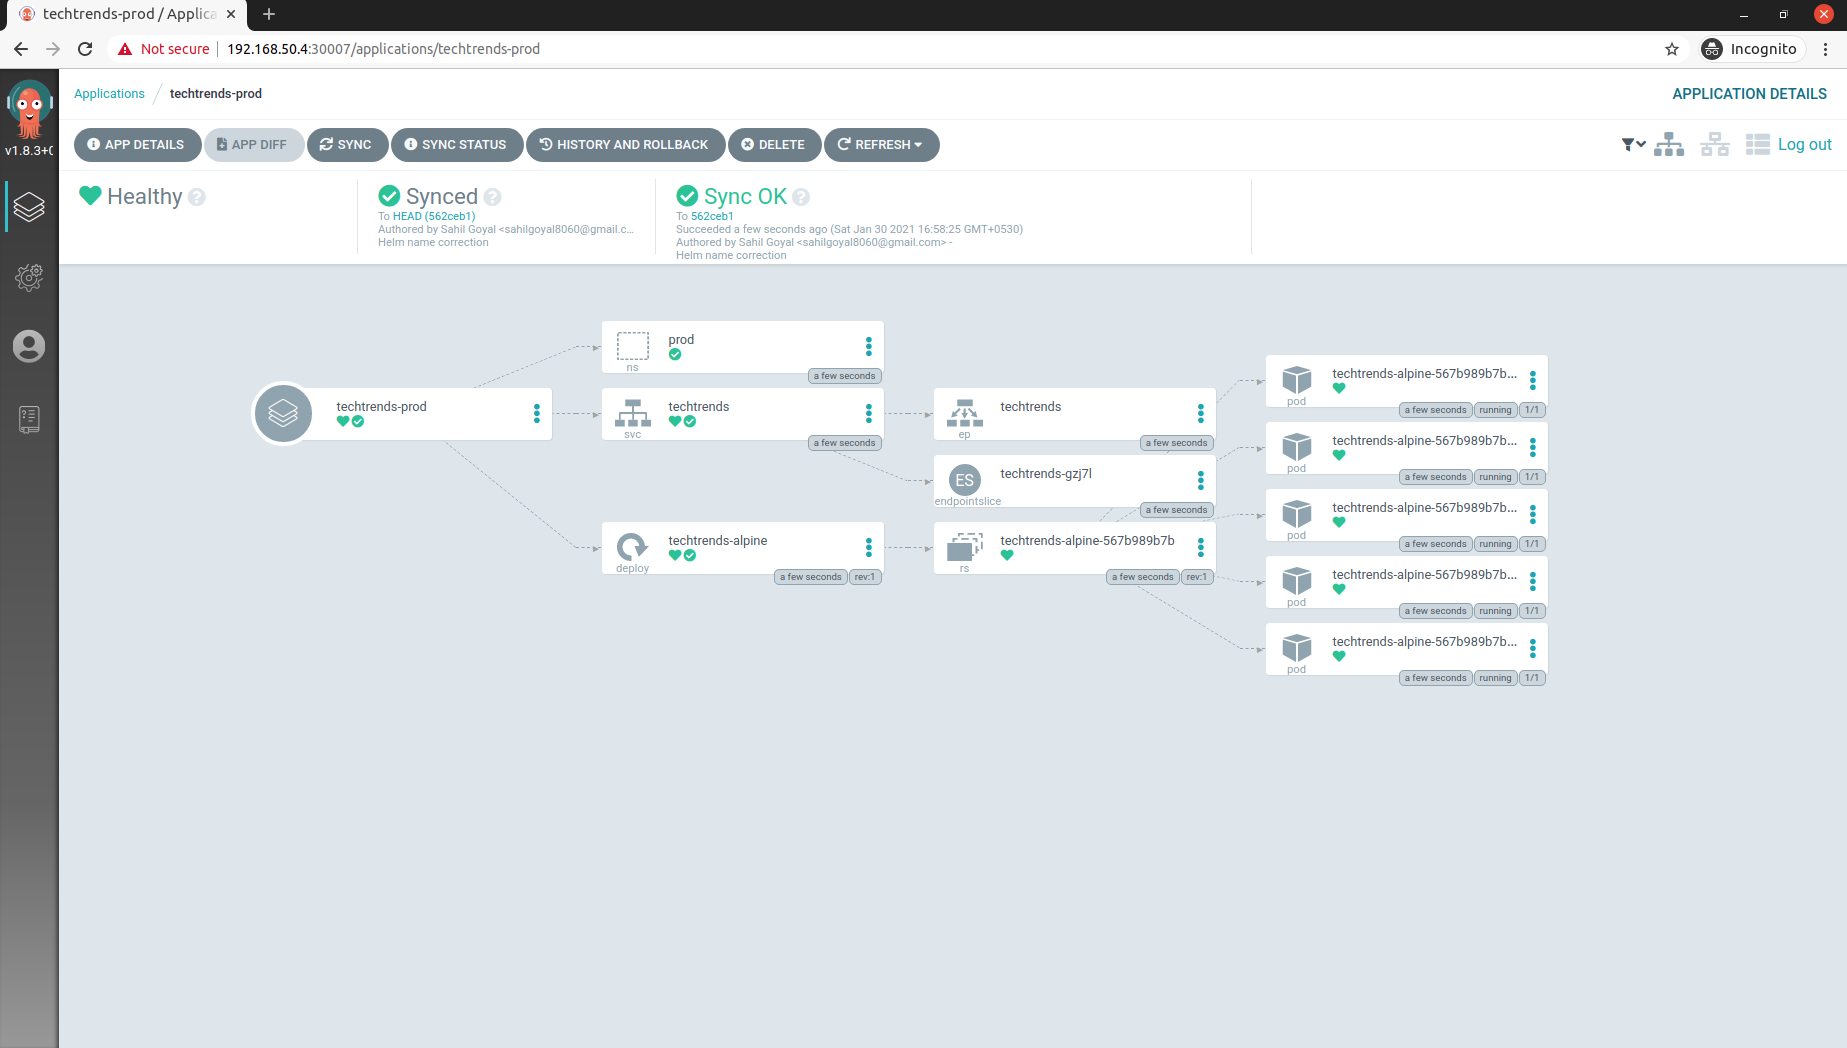 techtrends-prod / Applica
Not secure
192.168.50.4:30007/applications/techtrends-prod
Incognito
v1.8.3+0
Applications
techtrends-prod
APPLICATION DETAILS
APP DETAILS
APP DIFF
SYNC
SYNC STATUS
HISTORY AND ROLLBACK
DELETE
REFRESH
Log out
Healthy
Synced
To HEAD (562ceb1)
Authored by Sahil Goyal <sahilgoyal8060@gmail.c...
Helm name correction
Sync OK
To 562ceb1
Succeeded a few seconds ago (Sat Jan 30 2021 16:58:25 GMT+0530)
Authored by Sahil Goyal <sahilgoyal8060@gmail.com> -
Helm name correction
techtrends-prod
prod
ns
a few seconds
techtrends
svc
a few seconds
techtrends-alpine
deploy
a few seconds
rev:1
techtrends
ep
a few seconds
ES
techtrends-gzj7l
endpointslice
a few seconds
techtrends-alpine-567b989b7b
rs
a few seconds
rev:1
techtrends-alpine-567b989b7b...
pod
a few seconds
running
1/1
techtrends-alpine-567b989b7b...
pod
a few seconds
running
1/1
techtrends-alpine-567b989b7b...
pod
a few seconds
running
1/1
techtrends-alpine-567b989b7b...
pod
a few seconds
running
1/1
techtrends-alpine-567b989b7b...
pod
a few seconds
running
1/1